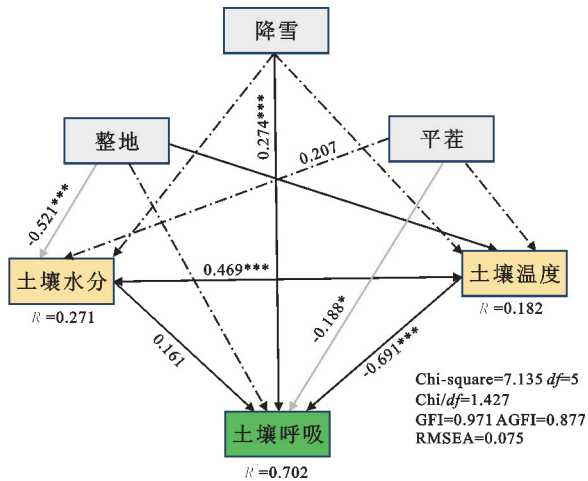 降雪
整地
平茬
0.274***
0.207
-0.521***
土壤水分
0.469***
土壤温度
R =0.271
R =0.182
0.161
-0.188*
-0.691***
Chi-square=7.135 df=5
Chi/df=1.427
GFI=0.971 AGFI=0.877
RMSEA=0.075
土壤呼吸
R =0.702